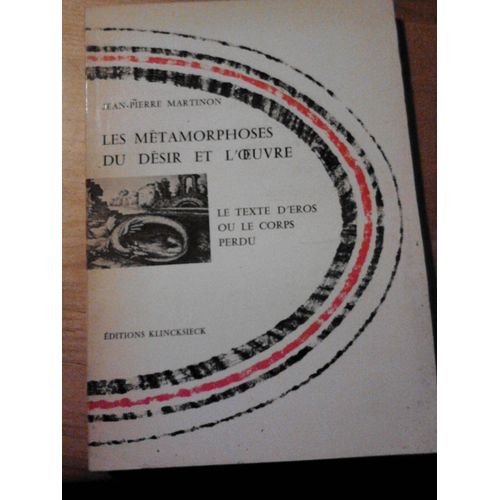 JEAN-PIERRE MARTINON
LES MÉTAMORPHOSES
DU DÉSIR ET L'ŒUVRE
LE TEXTE D'EROS
OU LE CORPS
PERDU
ÉDITIONS KLINCKSIECK